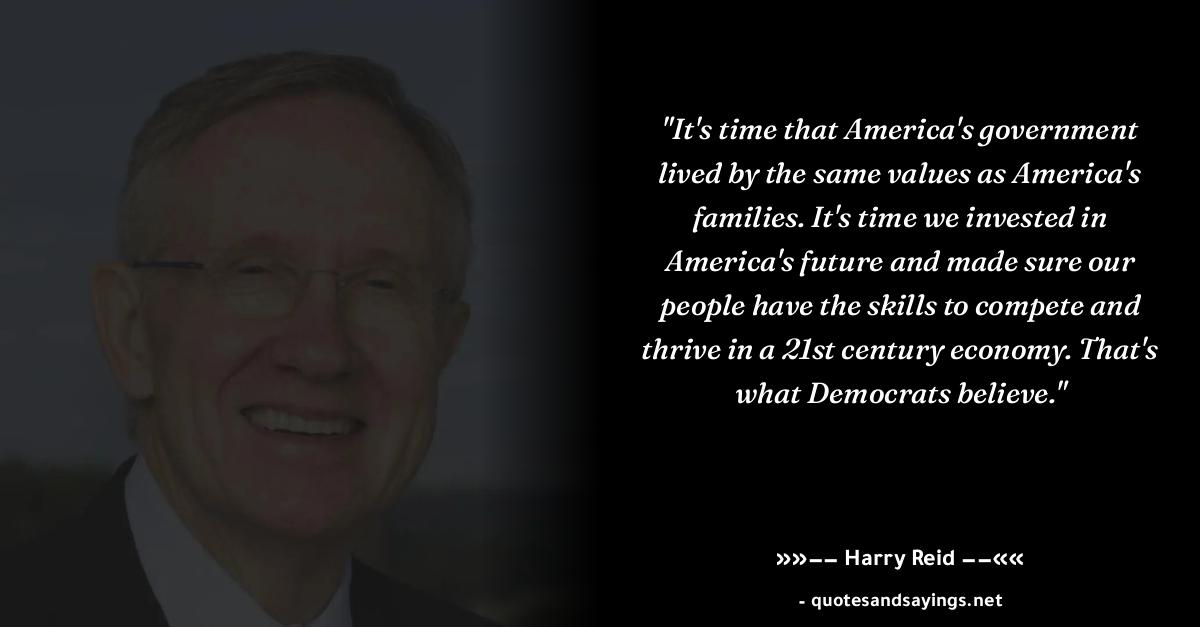 "It's time that America's government
lived by the same values as America's
families. It's time we invested in
America's future and made sure our
people have the skills to compete and
thrive in a 21st century economy. That's
what Democrats believe."
»»–– Harry Reid ––««
- quotesandsayings.net